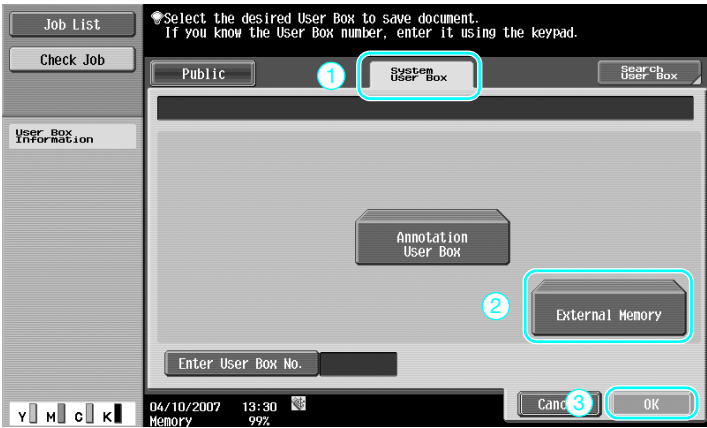 Job List
Check Job
User Box
Information
Select the desired User Box to save document.
If you know the User Box number, enter it using the keypad.
Public
1
System
User Box
Search
User Box
Annotation
User Box
2
External Memory
Enter User Box No.
Y M C K
04/10/2007 13:30
Memory 99%
3
OK